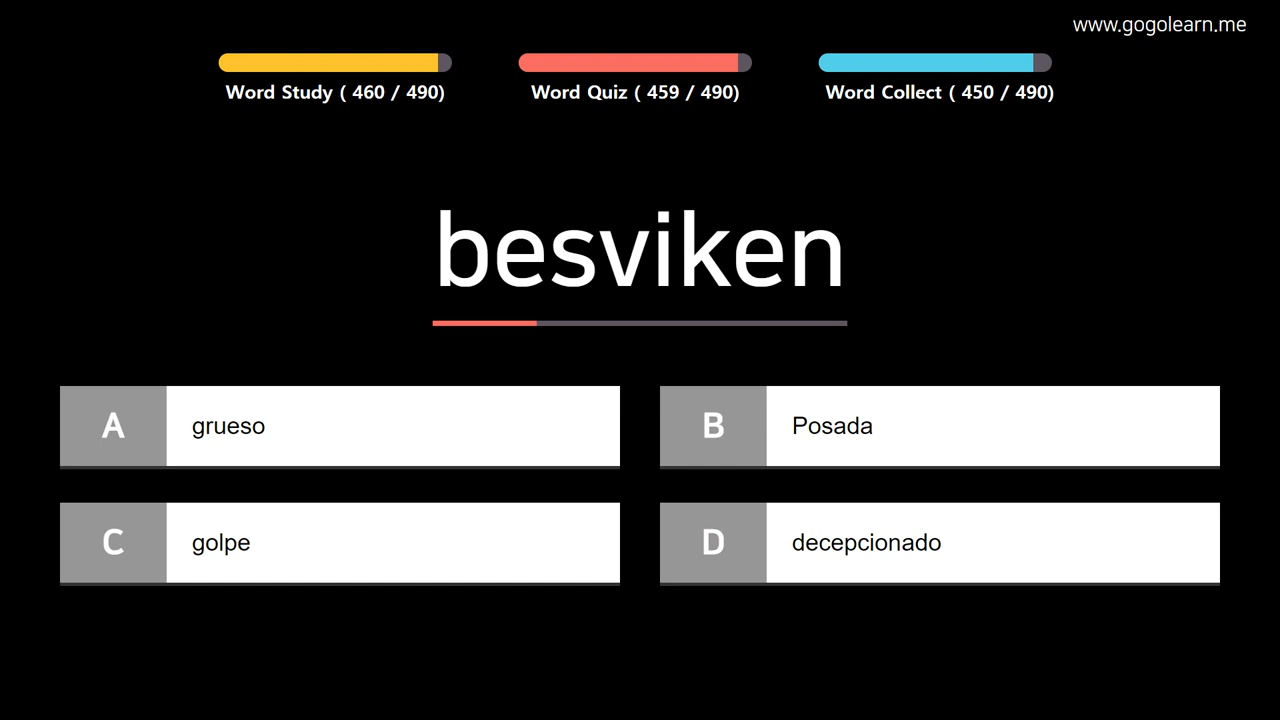 www.gogolearn.me
Word Study ( 460 / 490)
Word Quiz ( 459 / 490)
Word Collect ( 450 / 490)
besviken
A grueso
B Posada
C golpe
D decepcionado